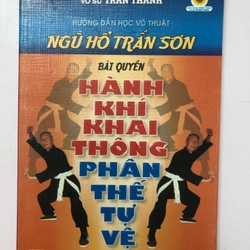 VÕ SƯ TRẦN THÀNH
HƯỚNG DẪN HỌC VÕ THUẬT
NGŨ HỔ TRẤN SƠN
BÀI QUYỀN
HÀNH
KHÍ
KHAI
THÔNG
PHÂN
THẾ
TỰ
VỆ